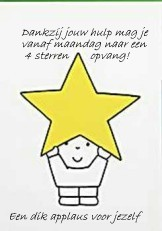 Dankzij jouw hulp mag je
vanaf maandag naar een
4 sterren opvang!
Een dik applaus voor jezelf